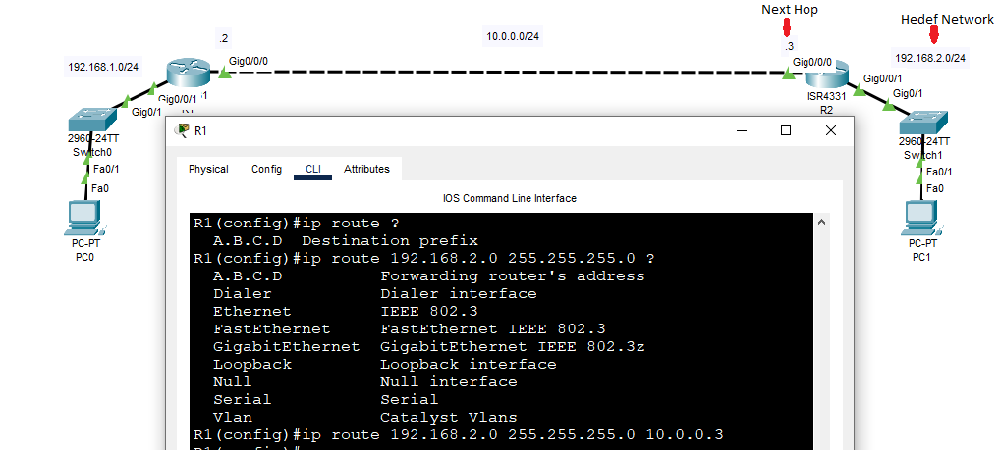 Next Hop
Hedef Network
.2
10.0.0.0/24
.3
192.168.1.0/24
Gig0/0/0
Gig0/0/0
192.168.2.0/24
Gig0/0/1
Gig0/1
ISR4331
R2
Gig0/0/1
Gig0/1
2960-24TT
Switch0
Fa0/1
Fa0
PC-PT
PC0
2960-24TT
Switch1
Fa0/1
Fa0
PC-PT
PC1
R1
Physical Config CLI Attributes
IOS Command Line Interface
R1(config)#ip route ?
A.B.C.D Destination prefix
R1(config)#ip route 192.168.2.0 255.255.255.0 ?
A.B.C.D Forwarding router's address
Dialer Dialer interface
Ethernet IEEE 802.3
FastEthernet FastEthernet IEEE 802.3
GigabitEthernet GigabitEthernet IEEE 802.3z
Loopback Loopback interface
Null Null interface
Serial Serial
Vlan Catalyst Vlans
R1(config)#ip route 192.168.2.0 255.255.255.0 10.0.0.3